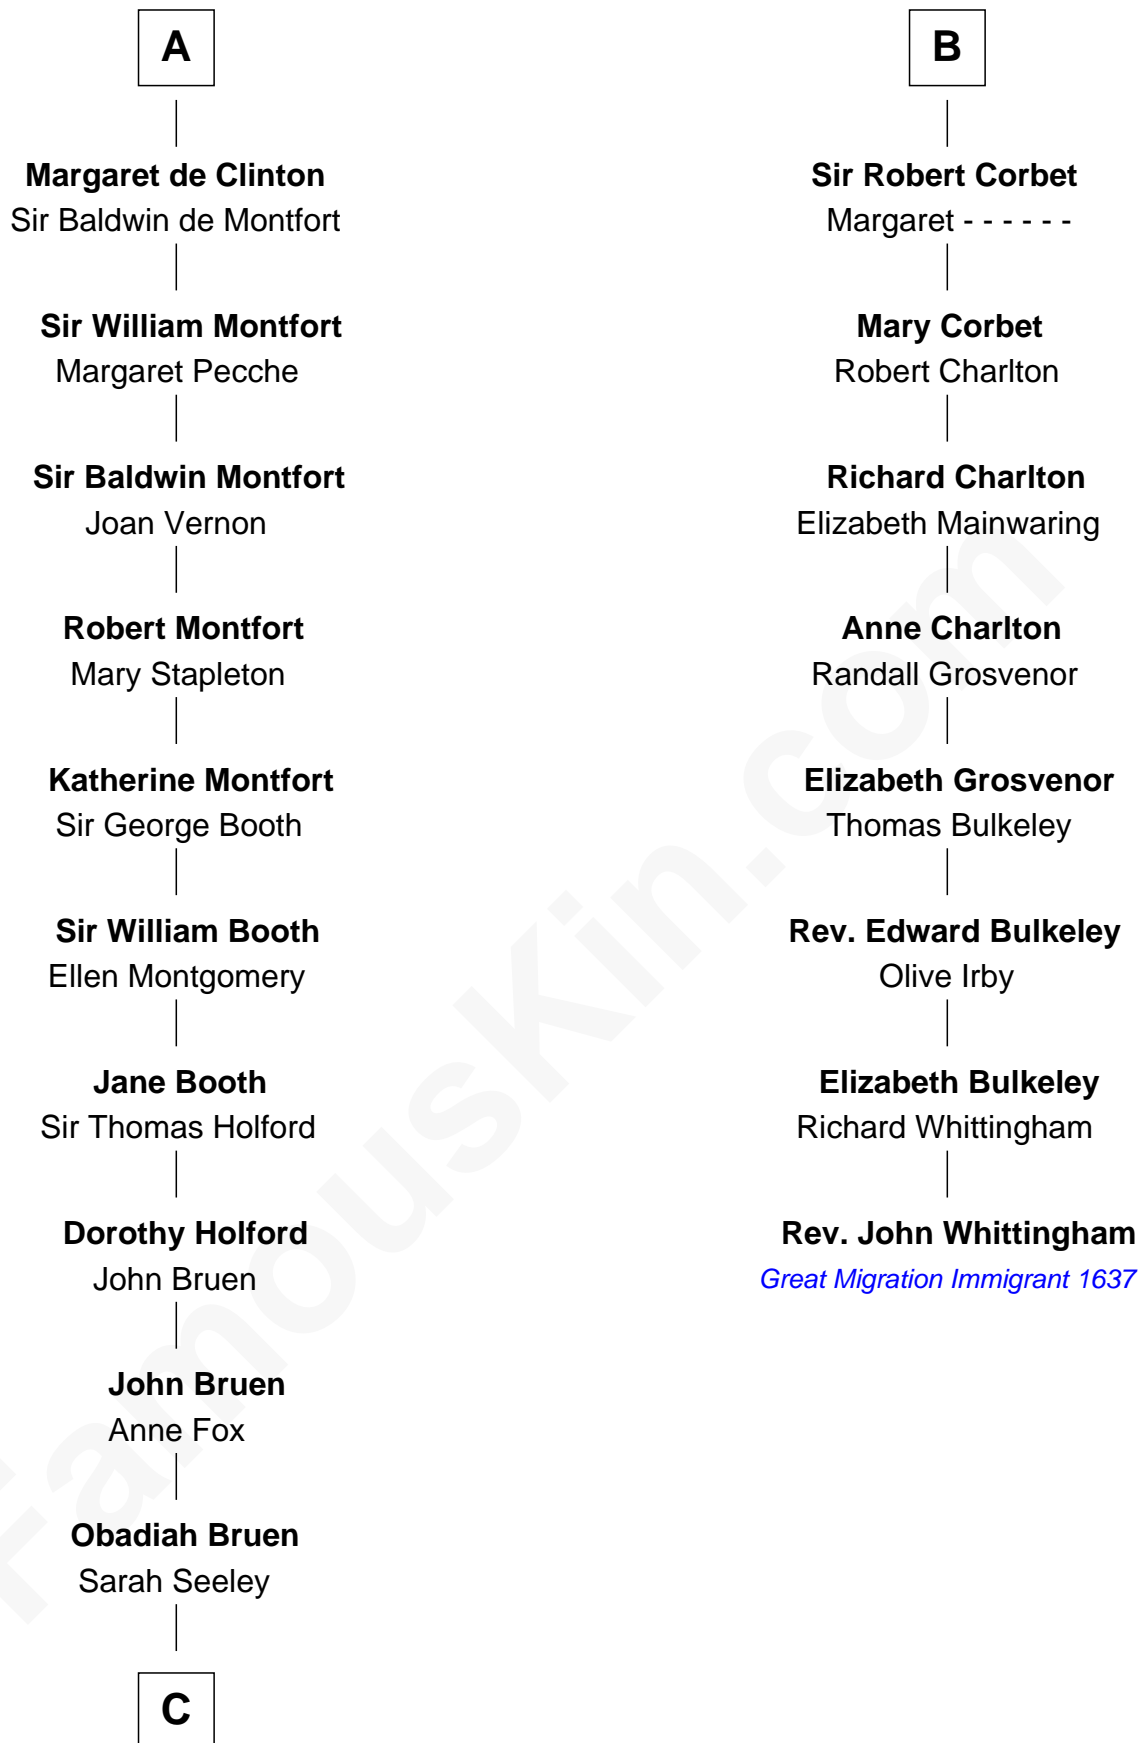 A
Margaret de Clinton
Sir Baldwin de Montfort
Sir William Montfort
Margaret Pecche
Sir Baldwin Montfort
Joan Vernon
Robert Montfort
Mary Stapleton
Katherine Montfort
Sir George Booth
Sir William Booth
Ellen Montgomery
Jane Booth
Sir Thomas Holford
Dorothy Holford
John Bruen
John Bruen
Anne Fox
Obadiah Bruen
Sarah Seeley
C
B
Sir Robert Corbet
Margaret - - - - - -
Mary Corbet
Robert Charlton
Richard Charlton
Elizabeth Mainwaring
Anne Charlton
Randall Grosvenor
Elizabeth Grosvenor
Thomas Bulkeley
Rev. Edward Bulkeley
Olive Irby
Elizabeth Bulkeley
Richard Whittingham
Rev. John Whittingham
Great Migration Immigrant 1637
FamousKin.com